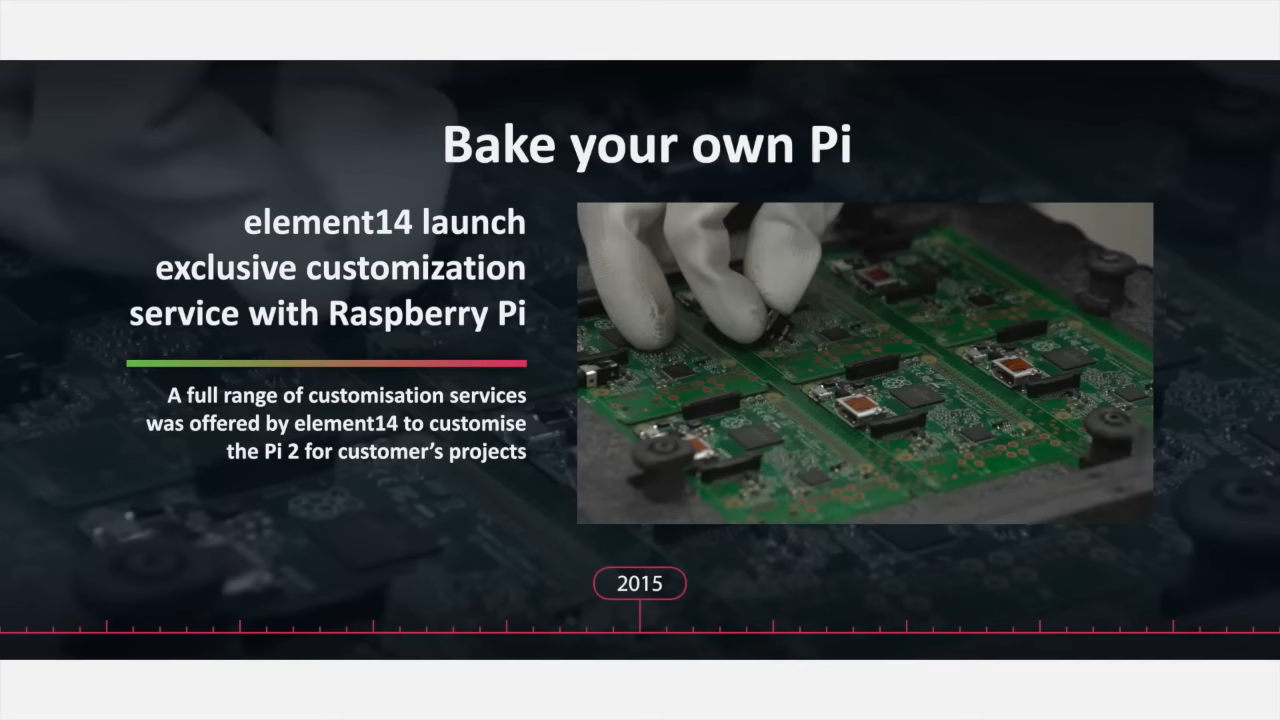 Bake your own Pi
element14 launch
exclusive customization
service with Raspberry Pi
A full range of customisation services
was offered by element14 to customise
the Pi 2 for customer's projects
2015